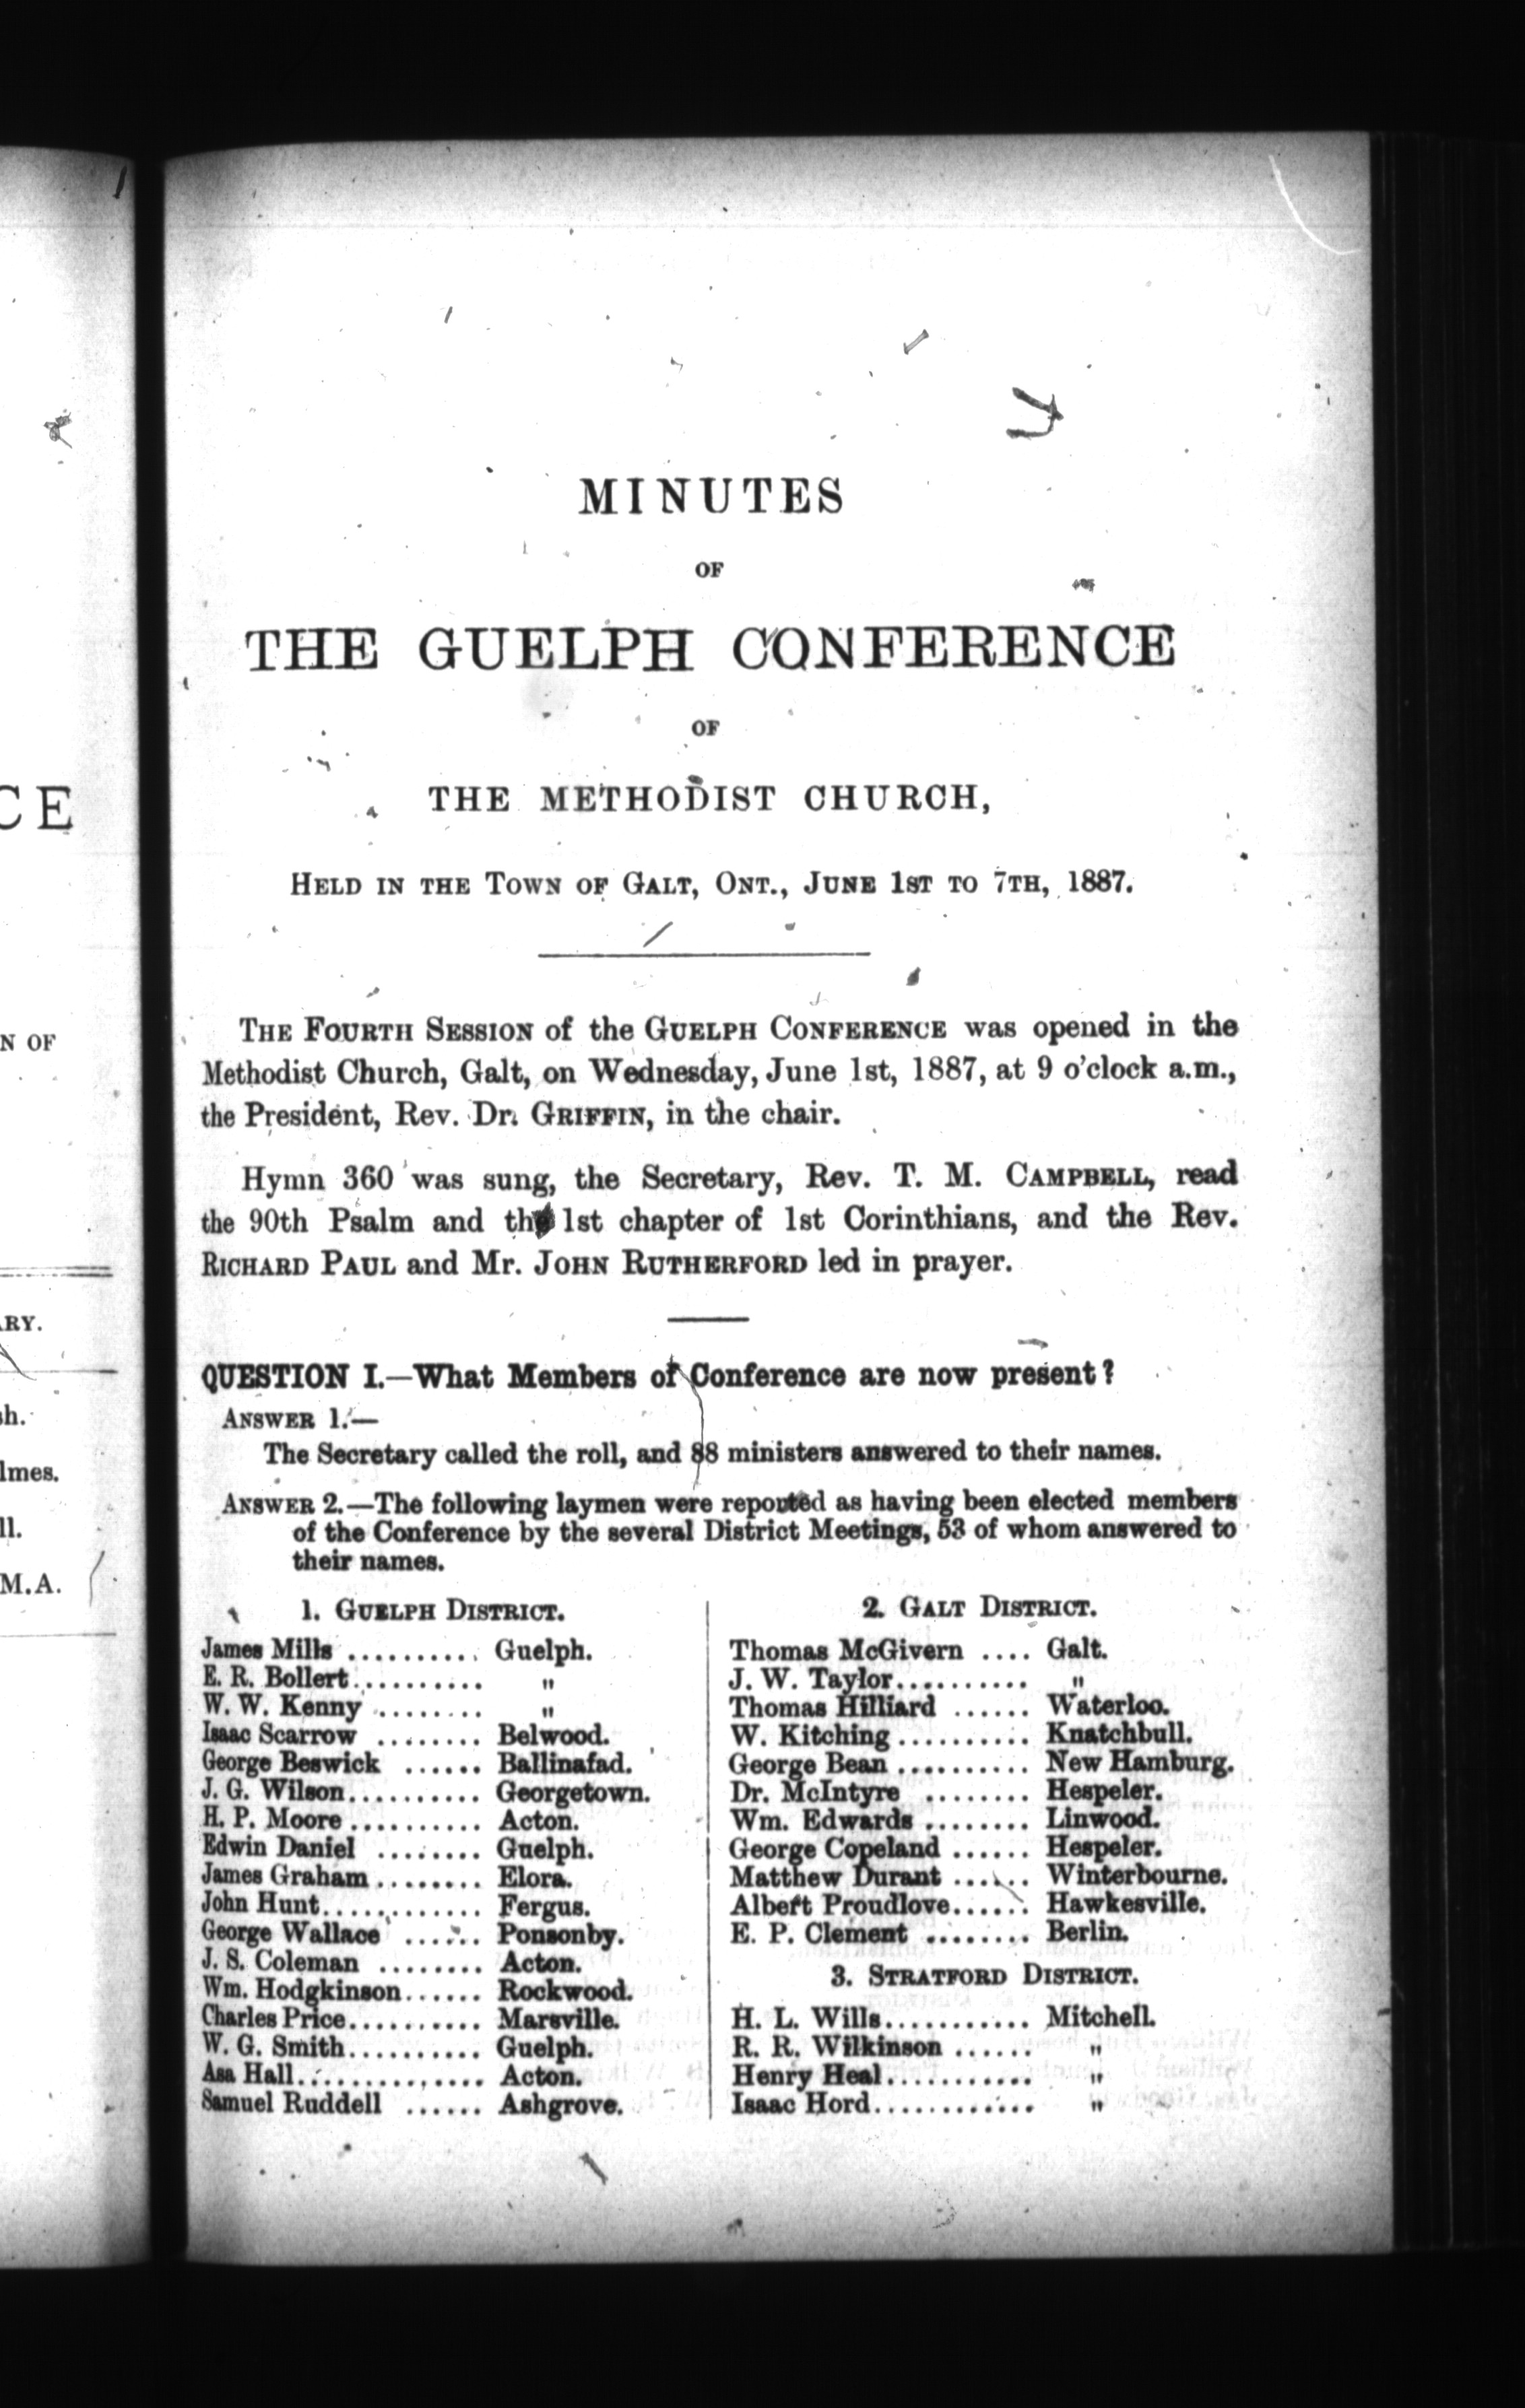 CE
N OF
ARY.
sh.
lmes.
ll.
M.A.
MINUTES
OF
THE GUELPH CONFERENCE
OF
THE METHODIST CHURCH,
HELD IN THE TOWN OF GALT, ONT., JUNE 1ST TO 7TH, 1887.
THE FOURTH SESSION of the GUELPH CONFERENCE was opened in the
Methodist Church, Galt, on Wednesday, June 1st, 1887, at 9 o'clock a.m.,
the President, Rev. Dr. GRIFFIN, in the chair.
Hymn 360 was sung, the Secretary, Rev. T. M. CAMPBELL, read
the 90th Psalm and the 1st chapter of 1st Corinthians, and the Rev.
RICHARD PAUL and Mr. JOHN RUTHERFORD led in prayer.
QUESTION I.—What Members of Conference are now present?
ANSWER 1.—
The Secretary called the roll, and 88 ministers answered to their names.
ANSWER 2.—The following laymen were reported as having been elected members
of the Conference by the several District Meetings, 53 of whom answered to
their names.
1. GUELPH DISTRICT.
James Mills .......... Guelph.
E. R. Bollert .......... "
W. W. Kenny ........ "
Isaac Scarrow ........ Belwood.
George Beswick ...... Ballinafad.
J. G. Wilson .......... Georgetown.
H. P. Moore .......... Acton.
Edwin Daniel ........ Guelph.
James Graham ........ Elora.
John Hunt ............ Fergus.
George Wallace ...... Ponsonby.
J. S. Coleman ........ Acton.
Wm. Hodgkinson ...... Rockwood.
Charles Price .......... Marsville.
W. G. Smith .......... Guelph.
Asa Hall .............. Acton.
Samuel Ruddell ...... Ashgrove.
2. GALT DISTRICT.
Thomas McGivern .... Galt.
J. W. Taylor .......... "
Thomas Hilliard ...... Waterloo.
W. Kitching .......... Knatchbull.
George Bean .......... New Hamburg.
Dr. McIntyre ........ Hespeler.
Wm. Edwards ........ Linwood.
George Copeland ...... Hespeler.
Matthew Durant ...... Winterbourne.
Albert Proudlove ...... Hawkesville.
E. P. Clement ........ Berlin.
3. STRATFORD DISTRICT.
H. L. Wills ........... Mitchell.
R. R. Wilkinson ...... "
Henry Heal ........... "
Isaac Hord ............ "